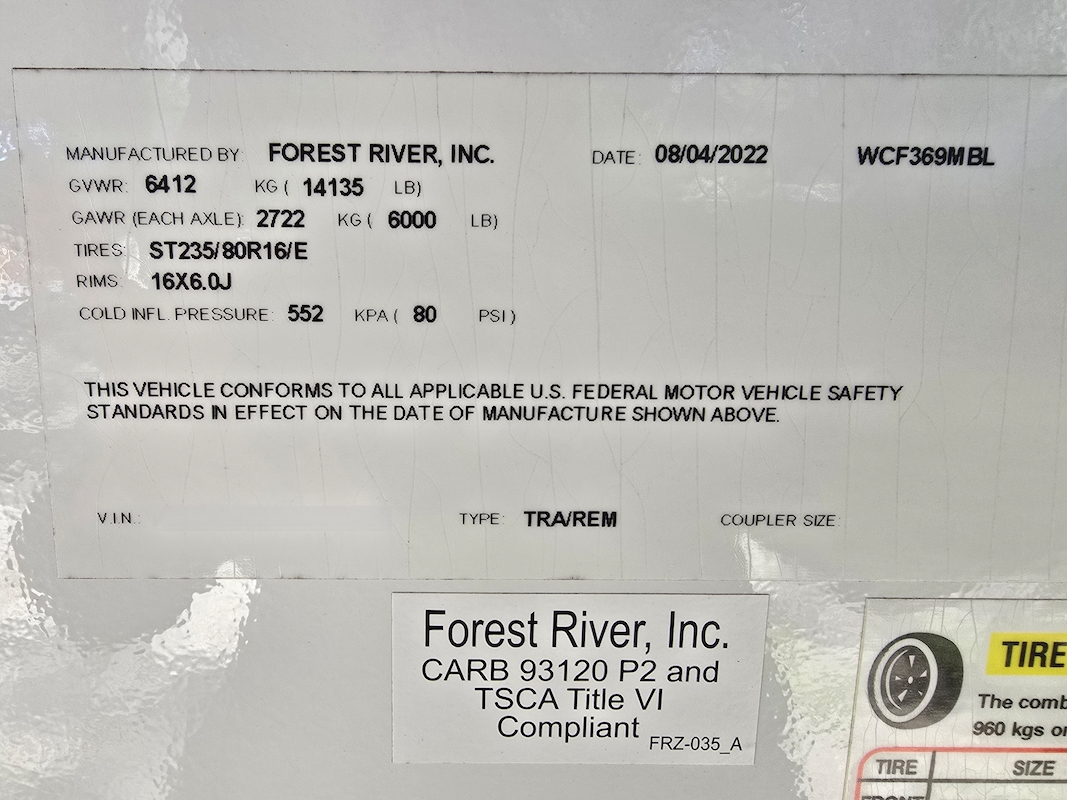 MANUFACTURED BY: FOREST RIVER, INC. DATE: 08/04/2022 WCF369MBL
GVWR: 6412 KG ( 14135 LB)
GAWR (EACH AXLE): 2722 KG ( 6000 LB)
TIRES: ST235/80R16/E
RIMS: 16X6.0J
COLD INFL. PRESSURE: 552 KPA ( 80 PSI )
THIS VEHICLE CONFORMS TO ALL APPLICABLE U.S. FEDERAL MOTOR VEHICLE SAFETY
STANDARDS IN EFFECT ON THE DATE OF MANUFACTURE SHOWN ABOVE.
V.I.N.: TYPE: TRA/REM COUPLER SIZE:
Forest River, Inc.
CARB 93120 P2 and
TSCA Title VI
Compliant
FRZ-035_A
TIRE
The comb
960 kgs or
TIRE SIZE
FRONT